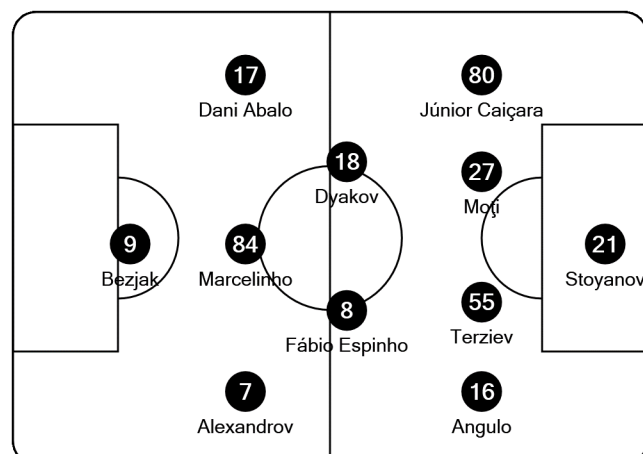 17
Dani Abalo
80
Júnior Caiçara
18
Dyakov
27
Moţi
9
Bezjak
84
Marcelinho
21
Stoyanov
8
Fábio Espinho
55
Terziev
7
Alexandrov
16
Angulo